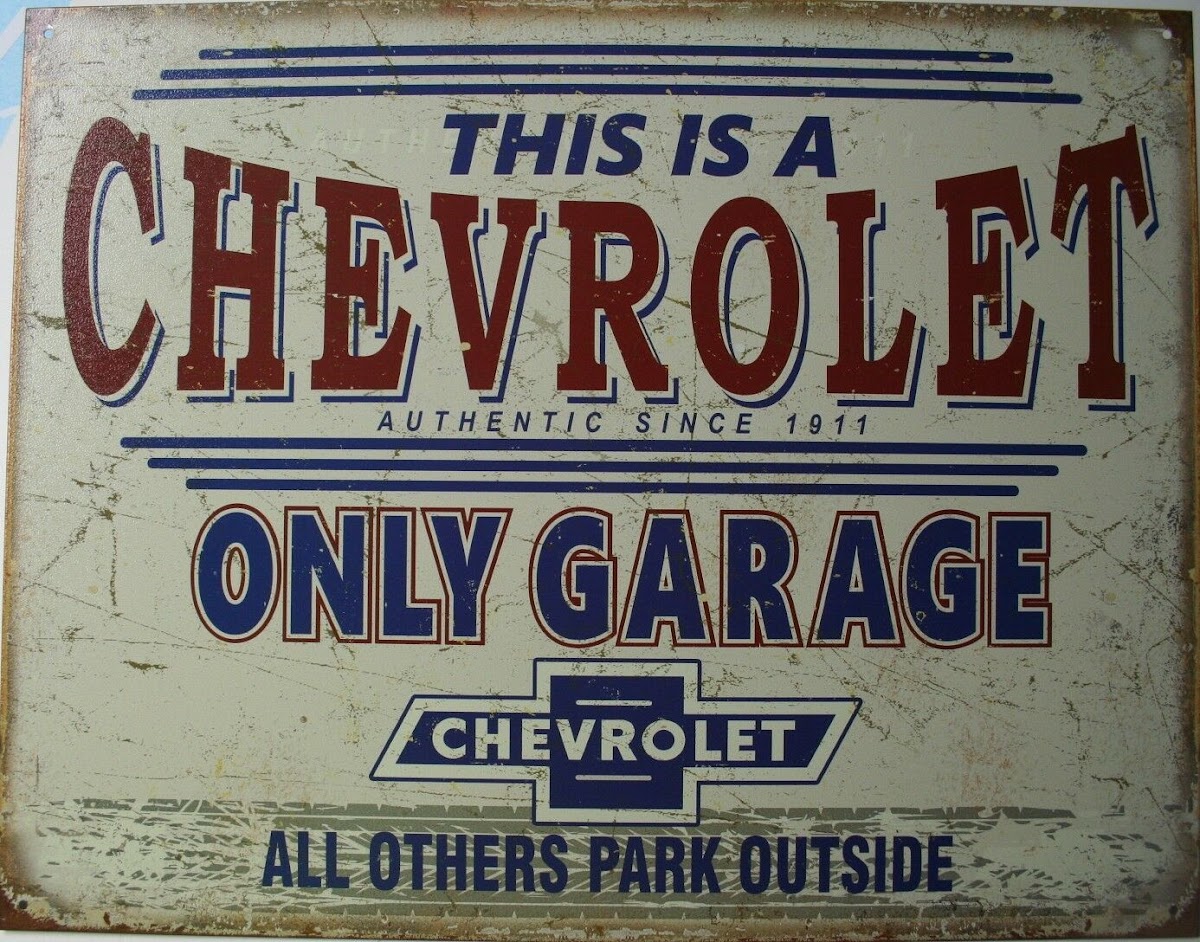 THIS IS A
CHEVROLET
AUTHENTIC SINCE 1911
ONLY GARAGE
CHEVROLET
ALL OTHERS PARK OUTSIDE